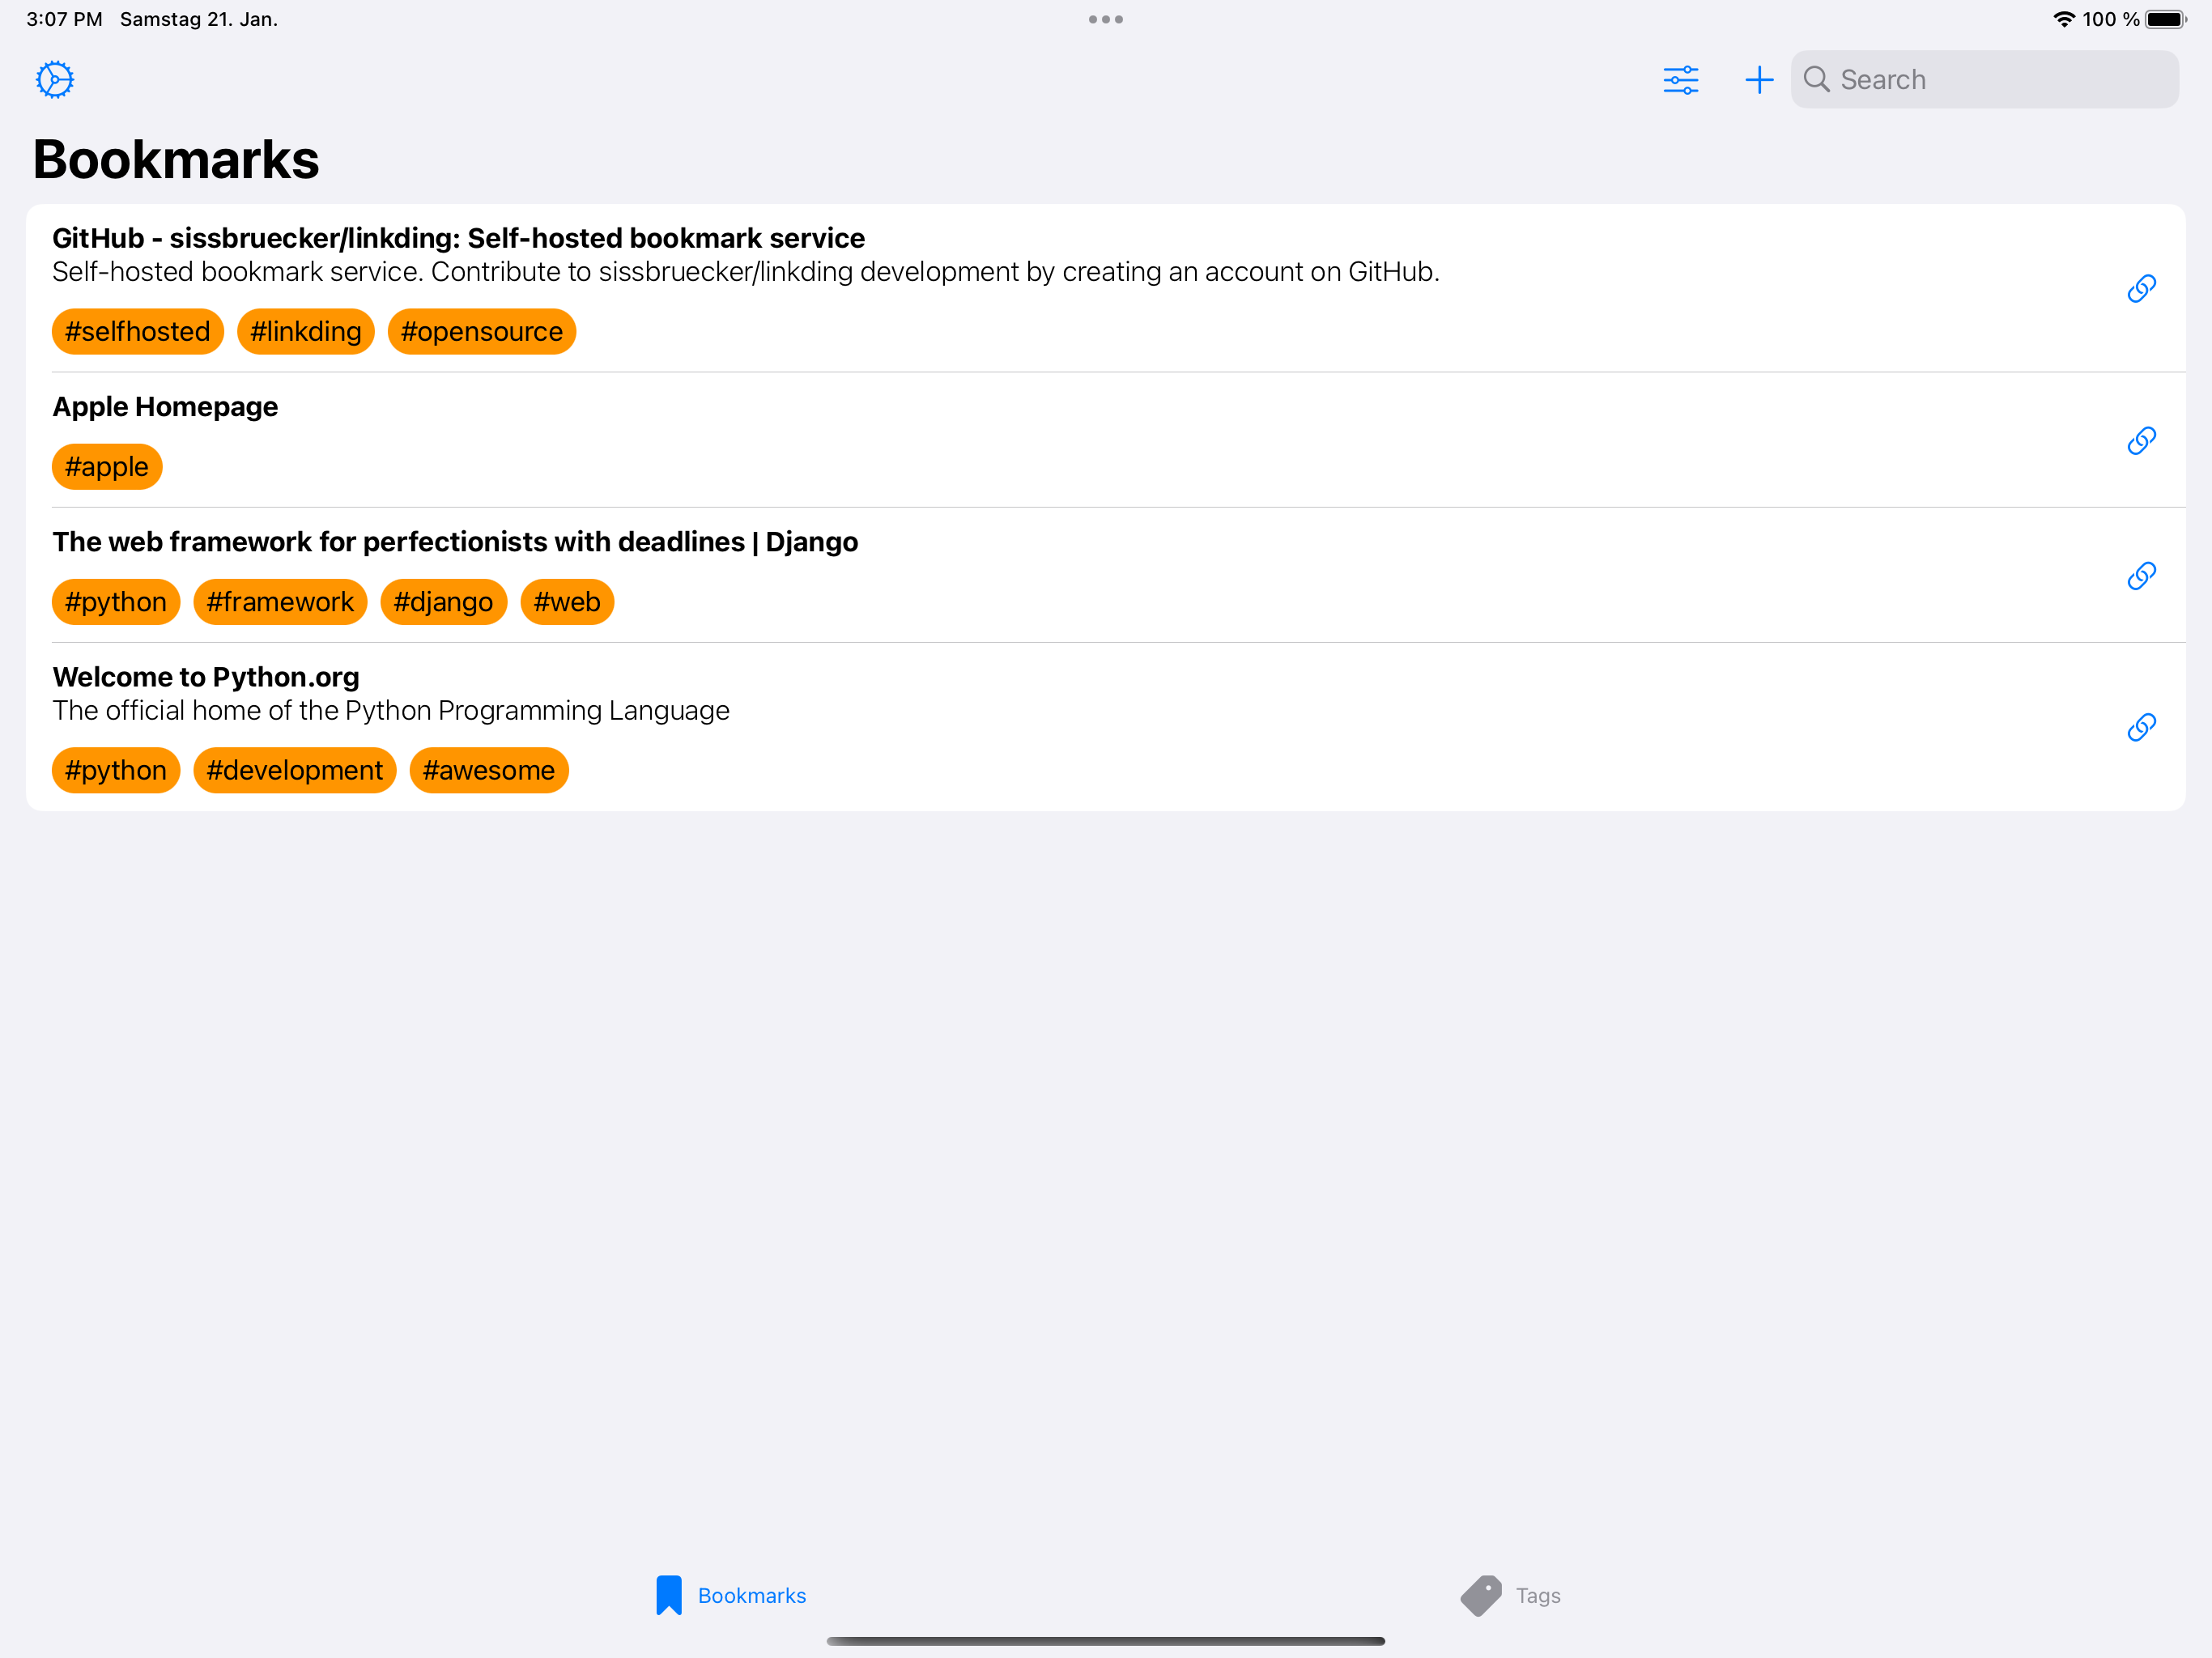 3:07 PM Samstag 21. Jan.
100 %
Search
Bookmarks
GitHub - sissbruecker/linkding: Self-hosted bookmark service
Self-hosted bookmark service. Contribute to sissbruecker/linkding development by creating an account on GitHub.
#selfhosted #linkding #opensource
Apple Homepage
#apple
The web framework for perfectionists with deadlines | Django
#python #framework #django #web
Welcome to Python.org
The official home of the Python Programming Language
#python #development #awesome
Bookmarks
Tags